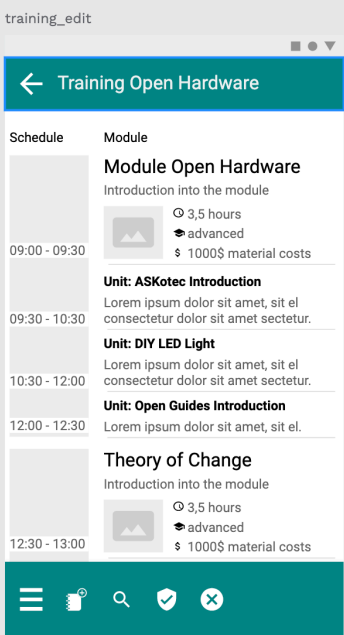 training_edit
Training Open Hardware
Schedule
Module
Module Open Hardware
Introduction into the module
3,5 hours
advanced
$ 1000$ material costs
09:00 - 09:30
Unit: ASKotec Introduction
Lorem ipsum dolor sit amet, sit el
consectetur dolor sit amet sectetur.
09:30 - 10:30
Unit: DIY LED Light
Lorem ipsum dolor sit amet, sit el
consectetur dolor sit amet sectetur.
10:30 - 12:00
Unit: Open Guides Introduction
Lorem ipsum dolor sit amet, sit el.
12:00 - 12:30
Theory of Change
Introduction into the module
3,5 hours
advanced
$ 1000$ material costs
12:30 - 13:00